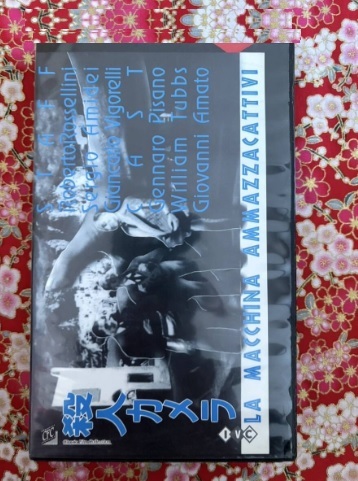 STAFF
Roberto Rossellini
Sergio Amidei
Giancarlo Vigorelli
CAST
Gennaro Pisano
William Tubbs
Giovanni Amato
LA MACCHINA AMMAZZACATTIVI
殺人カメラ
IVC